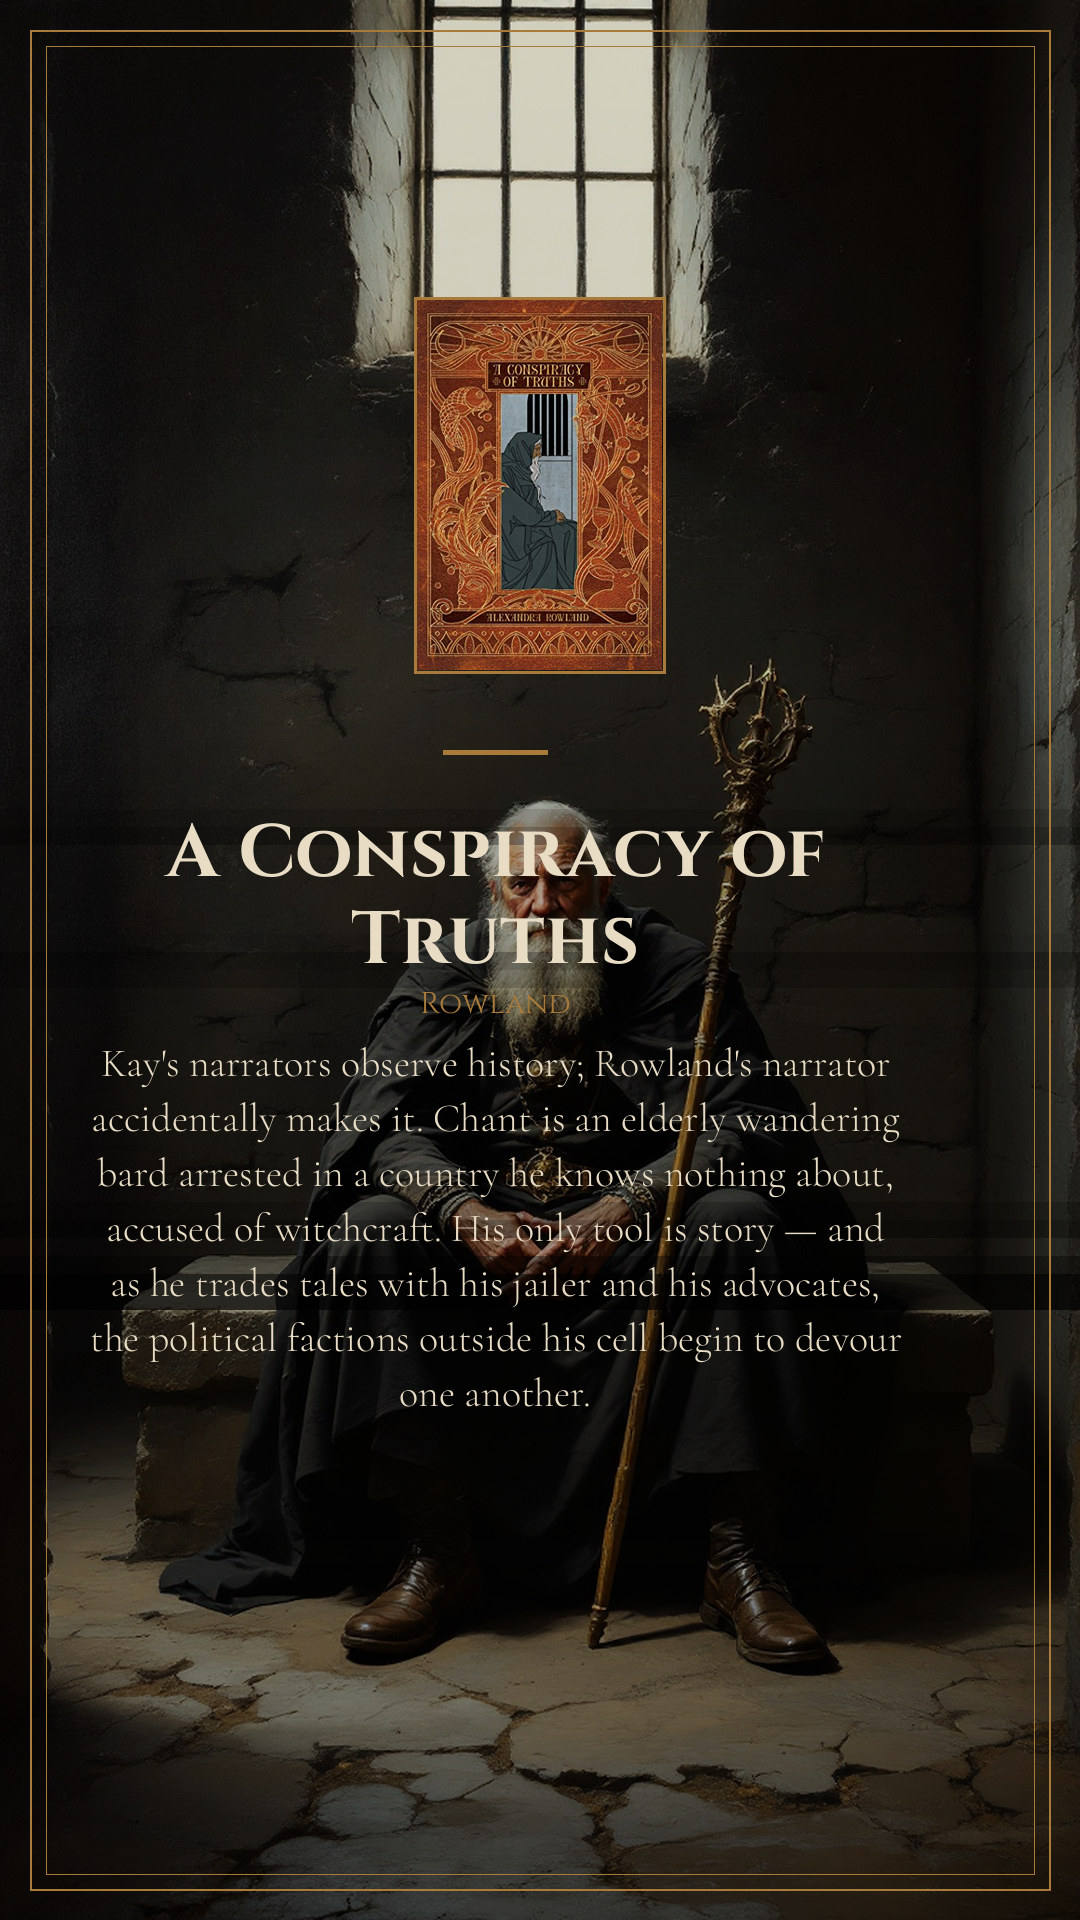 A CONSPIRACY
OF TRUTHS
ALEXANDRA ROWLAND
A Conspiracy of
Truths
Rowland
Kay's narrators observe history; Rowland's narrator
accidentally makes it. Chant is an elderly wandering
bard arrested in a country he knows nothing about,
accused of witchcraft. His only tool is story — and
as he trades tales with his jailer and his advocates,
the political factions outside his cell begin to devour
one another.